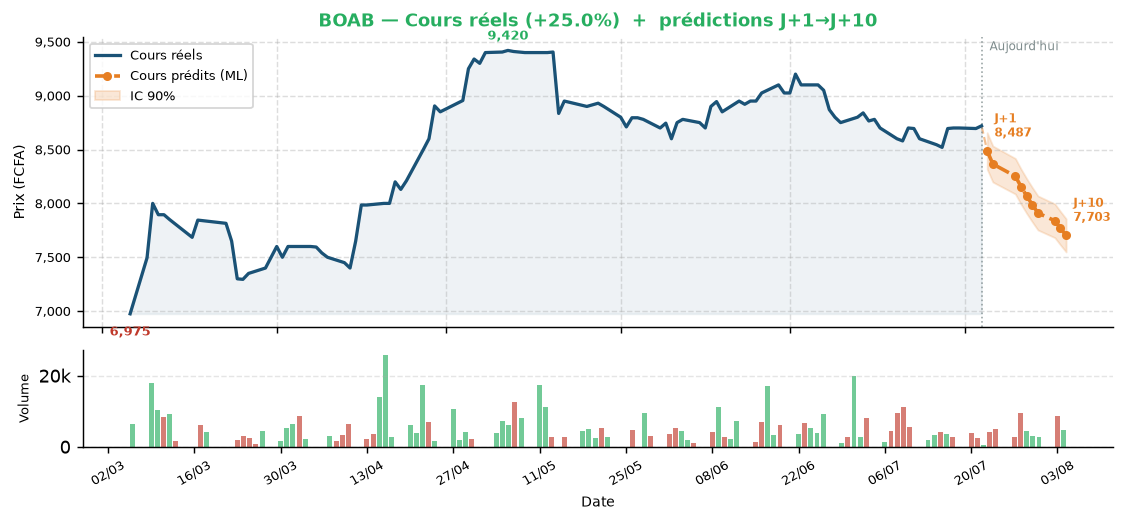 BOAB — Cours réels (+25.0%)  +  prédictions J+1→J+10
9,420
Aujourd'hui
Cours réels
Cours prédits (ML)
IC 90%
9,500
9,000
8,500
8,000
7,500
7,000
Prix (FCFA)
J+1
8,487
J+10
7,703
6,975
Volume
20k
0
02/03
16/03
30/03
13/04
27/04
11/05
25/05
08/06
22/06
06/07
20/07
03/08
Date